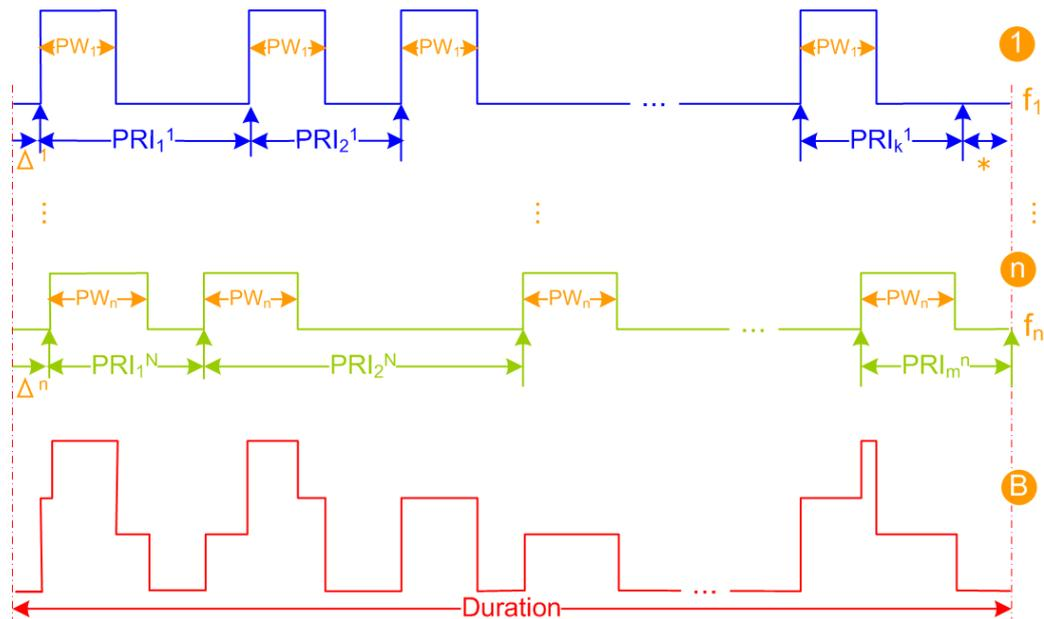 PW₁ PW₁ PW₁ PW₁ 1
... f₁
PRI₁¹ PRI₂¹ PRIₖ¹
Δ¹ *
⋮ ⋮ ⋮
n
PWₙ PWₙ PWₙ PWₙ
... fₙ
PRI₁ᴺ PRI₂ᴺ PRIₘⁿ
Δⁿ
B
...
Duration